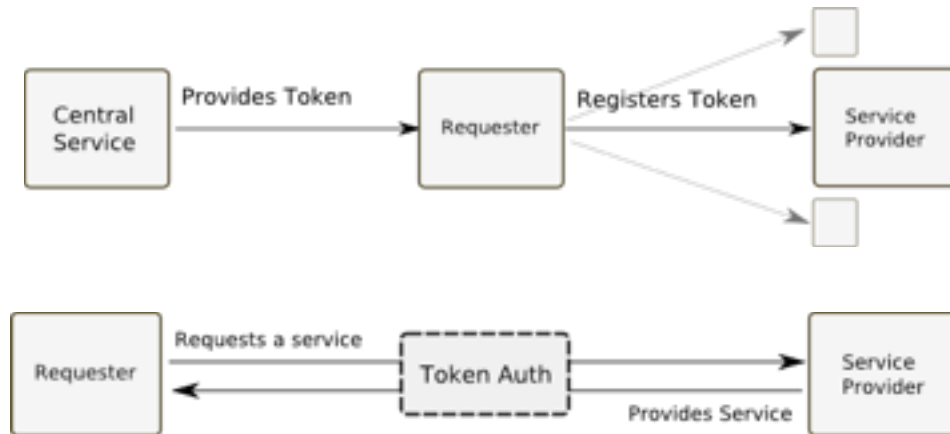 Central
Service
Provides Token
Requester
Registers Token
Service
Provider
Requester
Requests a service
Token Auth
Service
Provider
Provides Service